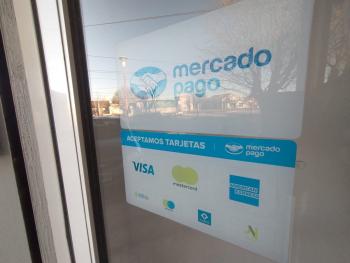 mercado
pago
ACEPTAMOS TARJETAS
mercado
pago
VISA
mastercard
AMERICAN
EXPRESS